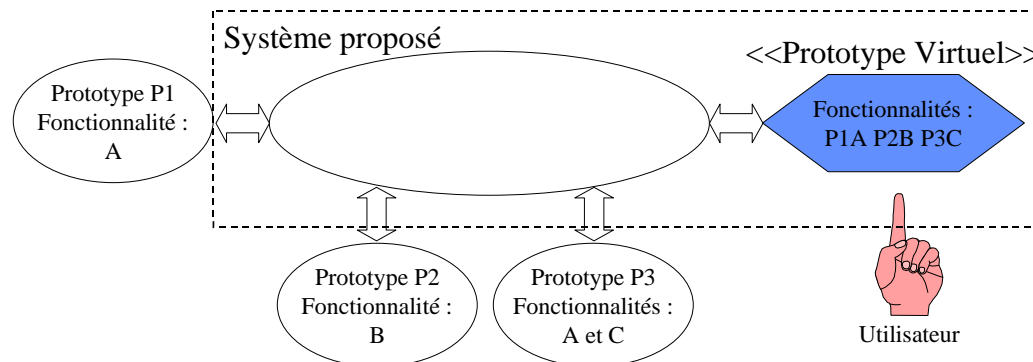 Système proposé
<<Prototype Virtuel>>
Prototype P1
Fonctionnalité :
A
Fonctionnalités :
P1A P2B P3C
Prototype P2
Fonctionnalité :
B
Prototype P3
Fonctionnalités :
A et C
Utilisateur